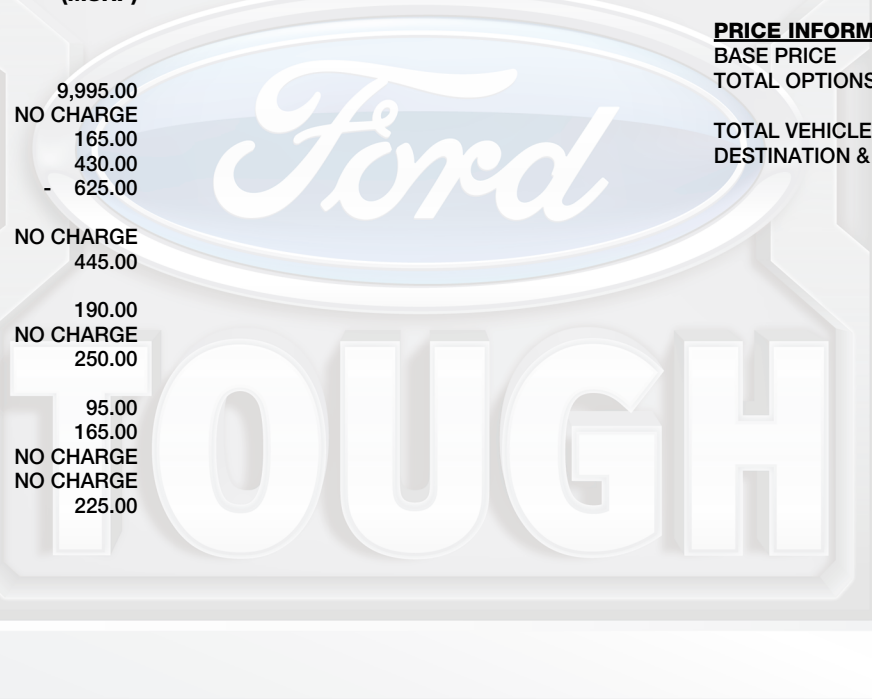 (MSRP)
9,995.00
NO CHARGE
165.00
430.00
- 625.00
NO CHARGE
445.00
190.00
NO CHARGE
250.00
95.00
165.00
NO CHARGE
NO CHARGE
225.00
PRICE INFORM
BASE PRICE
TOTAL OPTIONS
TOTAL VEHICLE
DESTINATION &
Ford
TOUGH